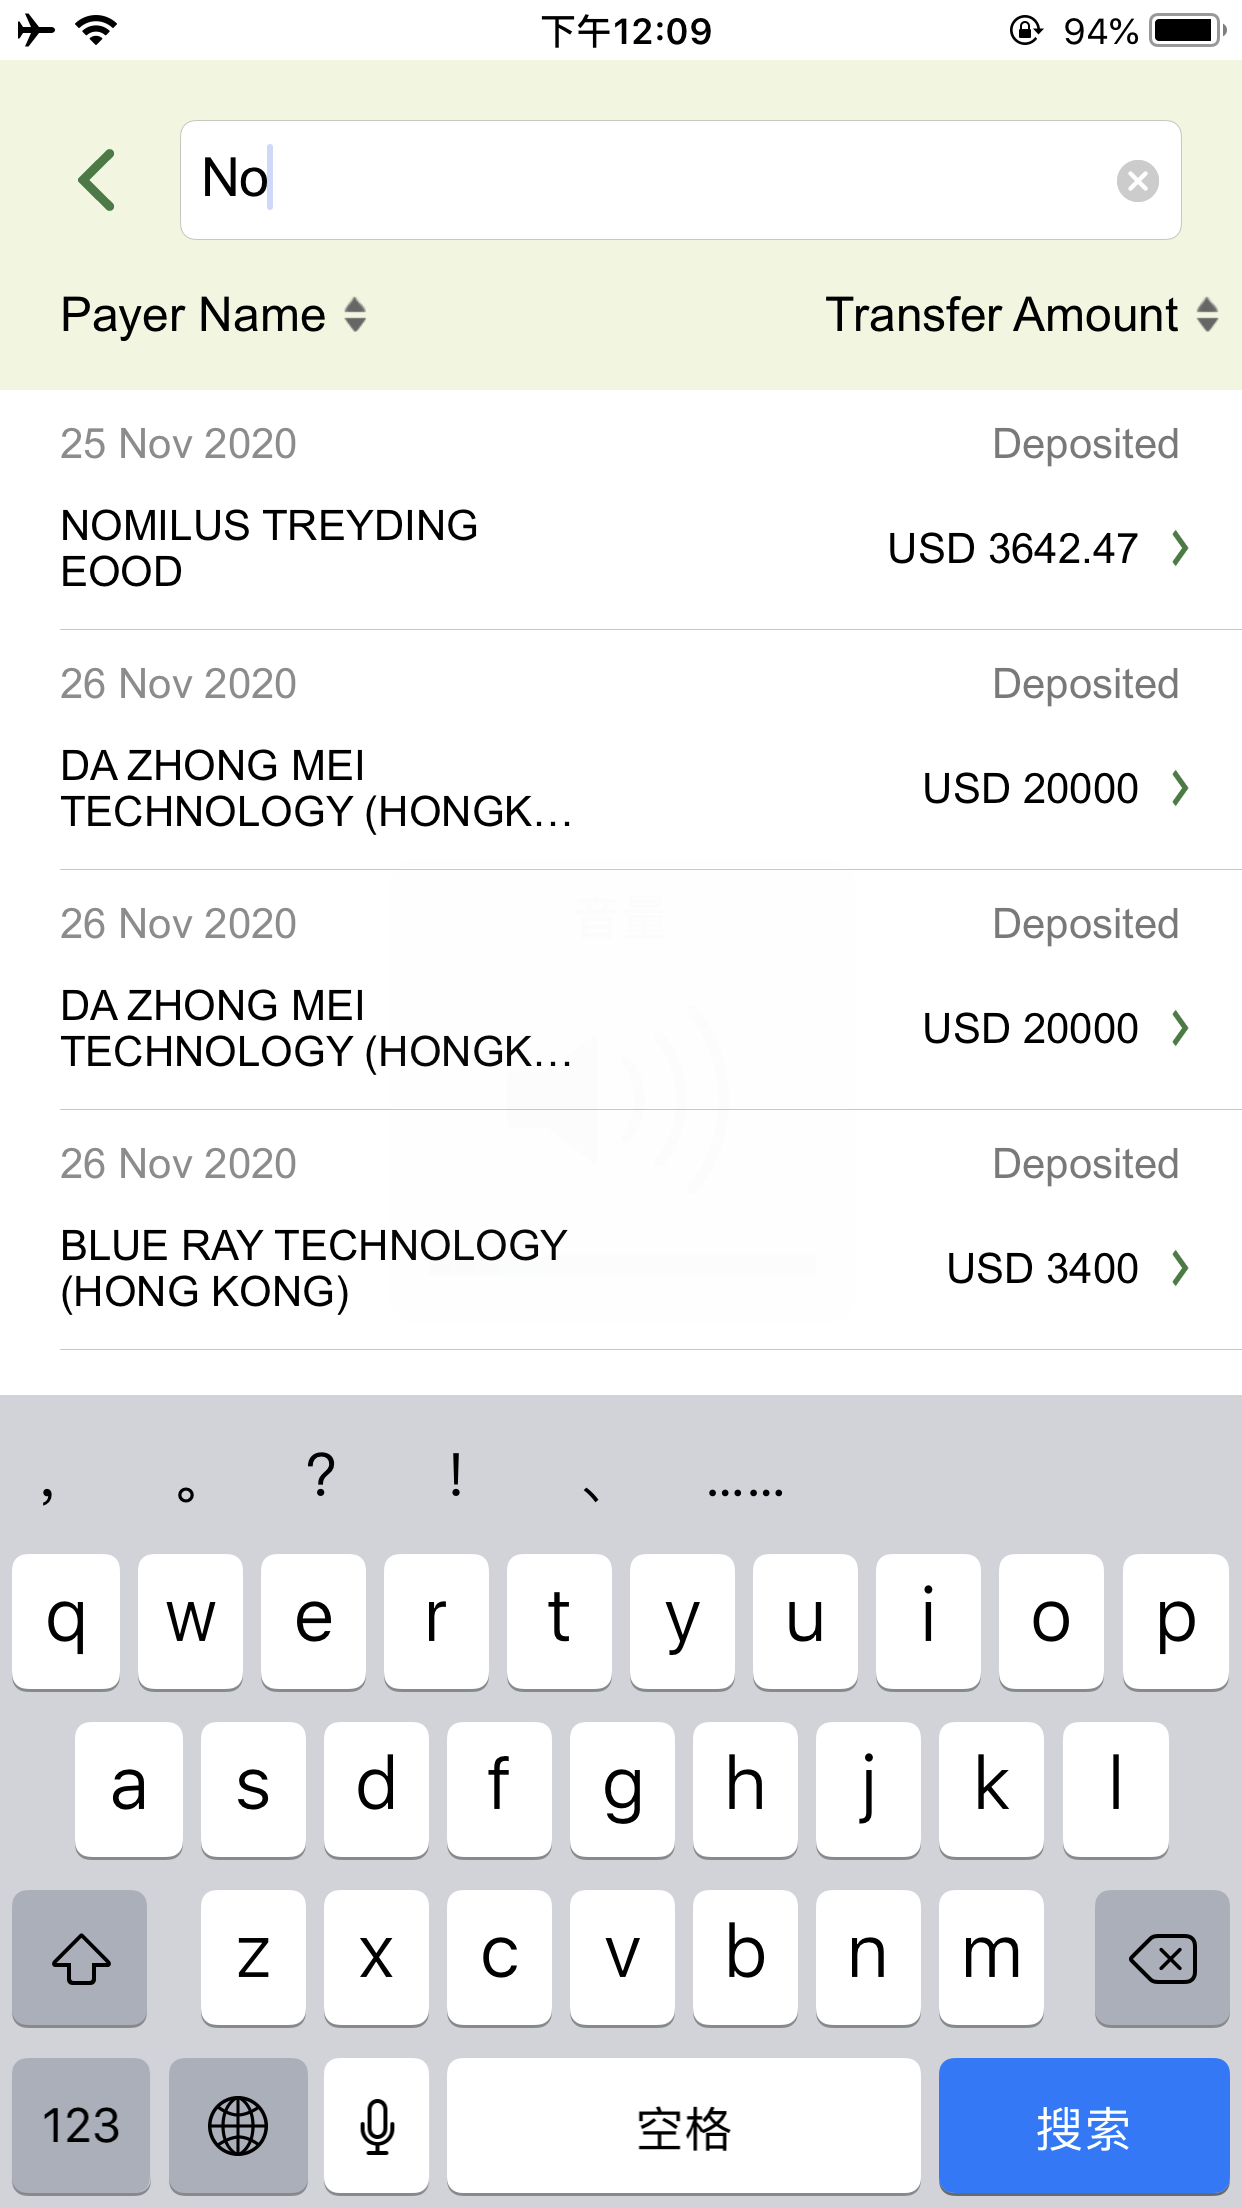 下午12:09
94%
No
Payer Name
Transfer Amount
25 Nov 2020
Deposited
NOMILUS TREYDING
EOOD
USD 3642.47
26 Nov 2020
Deposited
DA ZHONG MEI
TECHNOLOGY (HONGK...
USD 20000
26 Nov 2020
Deposited
音量
DA ZHONG MEI
TECHNOLOGY (HONGK...
USD 20000
26 Nov 2020
Deposited
BLUE RAY TECHNOLOGY
(HONG KONG)
USD 3400
， 。 ? ! 、 ……
q w e r t y u i o p
a s d f g h j k l
z x c v b n m
123
空格
搜索